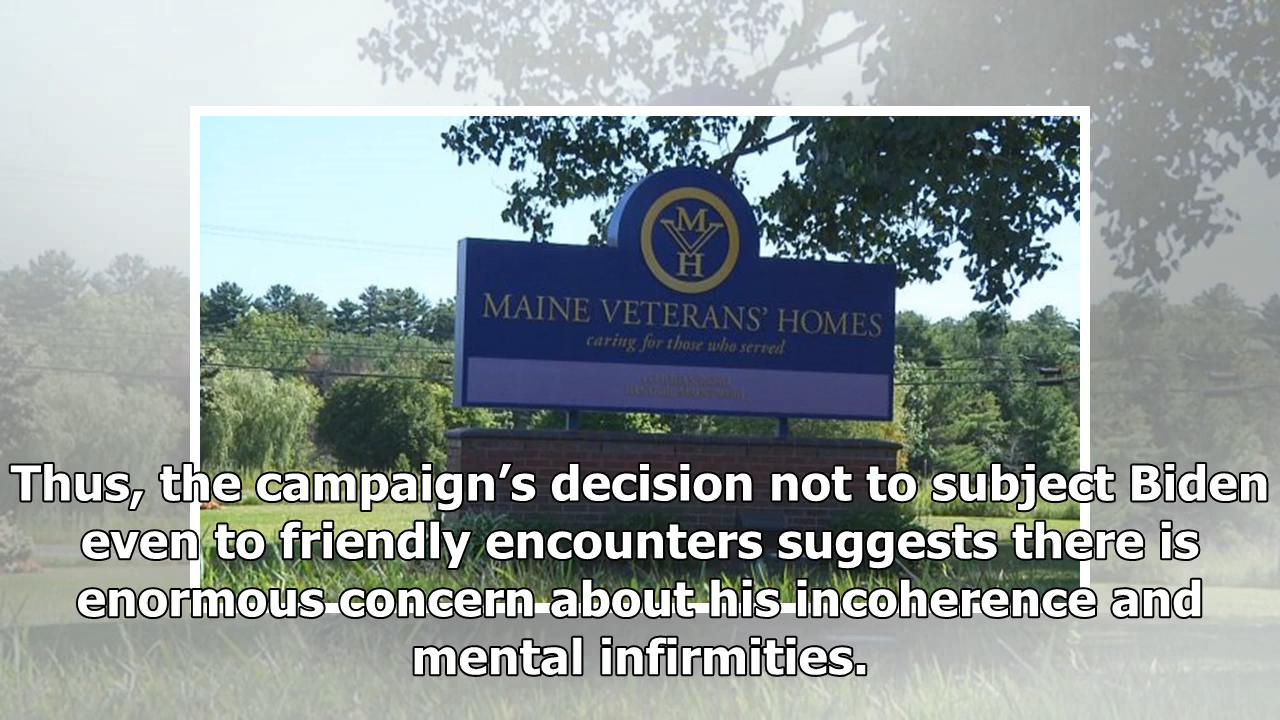 M
V
H
MAINE VETERANS' HOMES
caring for those who served
Thus, the campaign’s decision not to subject Biden
even to friendly encounters suggests there is
enormous concern about his incoherence and
mental infirmities.